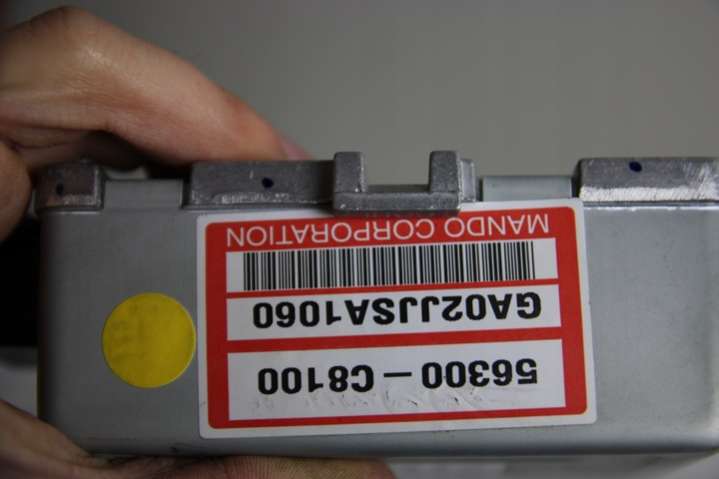 56300 - C8100
GA02JJSA1060
MANDO CORPORATION